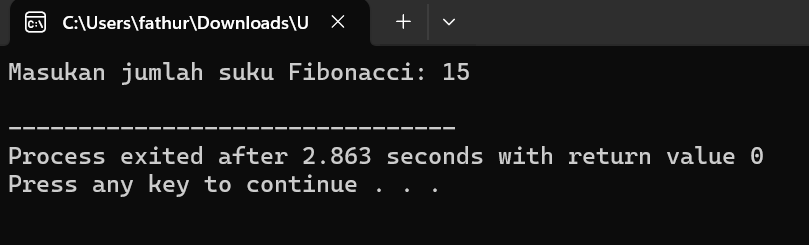 C:\Users\fathur\Downloads\U
Masukan jumlah suku Fibonacci: 15
--------------------------------
Process exited after 2.863 seconds with return value 0
Press any key to continue . . .